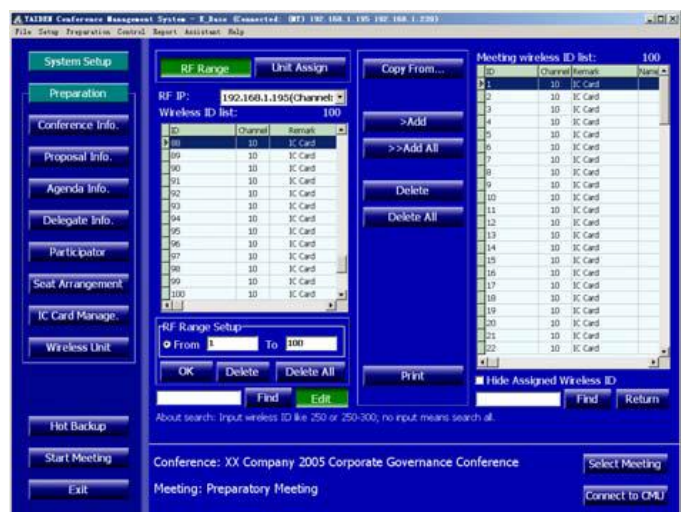 TAIDEN Conference Management System - E_Base (Connected: (MT) 192.168.1.195 192.168.1.239)
File Setup Preparation Control Report Assistant Help
System Setup
Preparation
Conference Info.
Proposal Info.
Agenda Info.
Delegate Info.
Participator
Seat Arrangement
IC Card Manage.
Wireless Unit
Hot Backup
Start Meeting
Exit
RF Range
Unit Assign
RF IP:
192.168.1.195(Channel:
Wireless ID list:
100
ID Channel Remark
88 10 IC Card
89 10 IC Card
90 10 IC Card
91 10 IC Card
92 10 IC Card
93 10 IC Card
94 10 IC Card
95 10 IC Card
96 10 IC Card
97 10 IC Card
98 10 IC Card
99 10 IC Card
100 10 IC Card
RF Range Setup
From 1 To 100
OK Delete Delete All
Find Edit
About search: Input wireless ID like 250 or 250-300; no input means search all.
Copy From...
>Add
>>Add All
Delete
Delete All
Print
Meeting wireless ID list: 100
ID Channel Remark Name
1 10 IC Card
2 10 IC Card
3 10 IC Card
4 10 IC Card
5 10 IC Card
6 10 IC Card
7 10 IC Card
8 10 IC Card
9 10 IC Card
10 10 IC Card
11 10 IC Card
12 10 IC Card
13 10 IC Card
14 10 IC Card
15 10 IC Card
16 10 IC Card
17 10 IC Card
18 10 IC Card
19 10 IC Card
20 10 IC Card
21 10 IC Card
22 10 IC Card
Hide Assigned Wireless ID
Find Return
Conference: XX Company 2005 Corporate Governance Conference
Meeting: Preparatory Meeting
Select Meeting
Connect to CMU